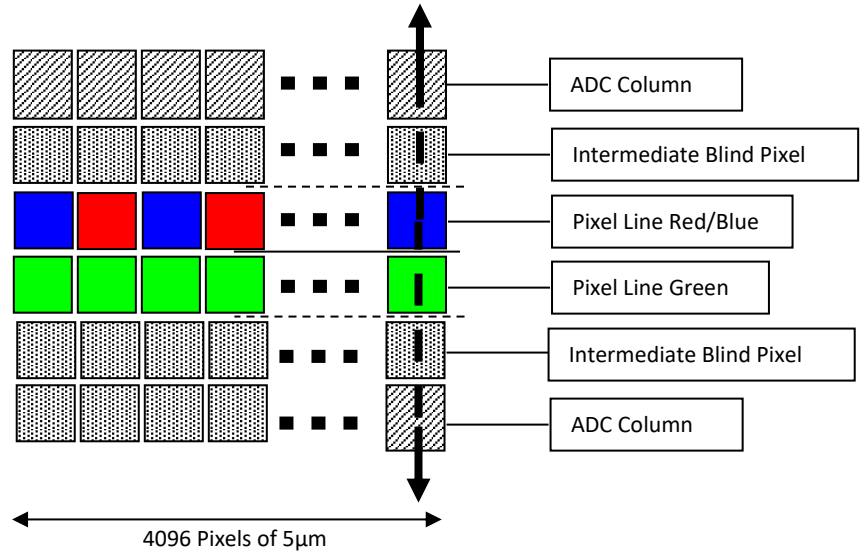 ADC Column
Intermediate Blind Pixel
Pixel Line Red/Blue
Pixel Line Green
Intermediate Blind Pixel
ADC Column
4096 Pixels of 5µm